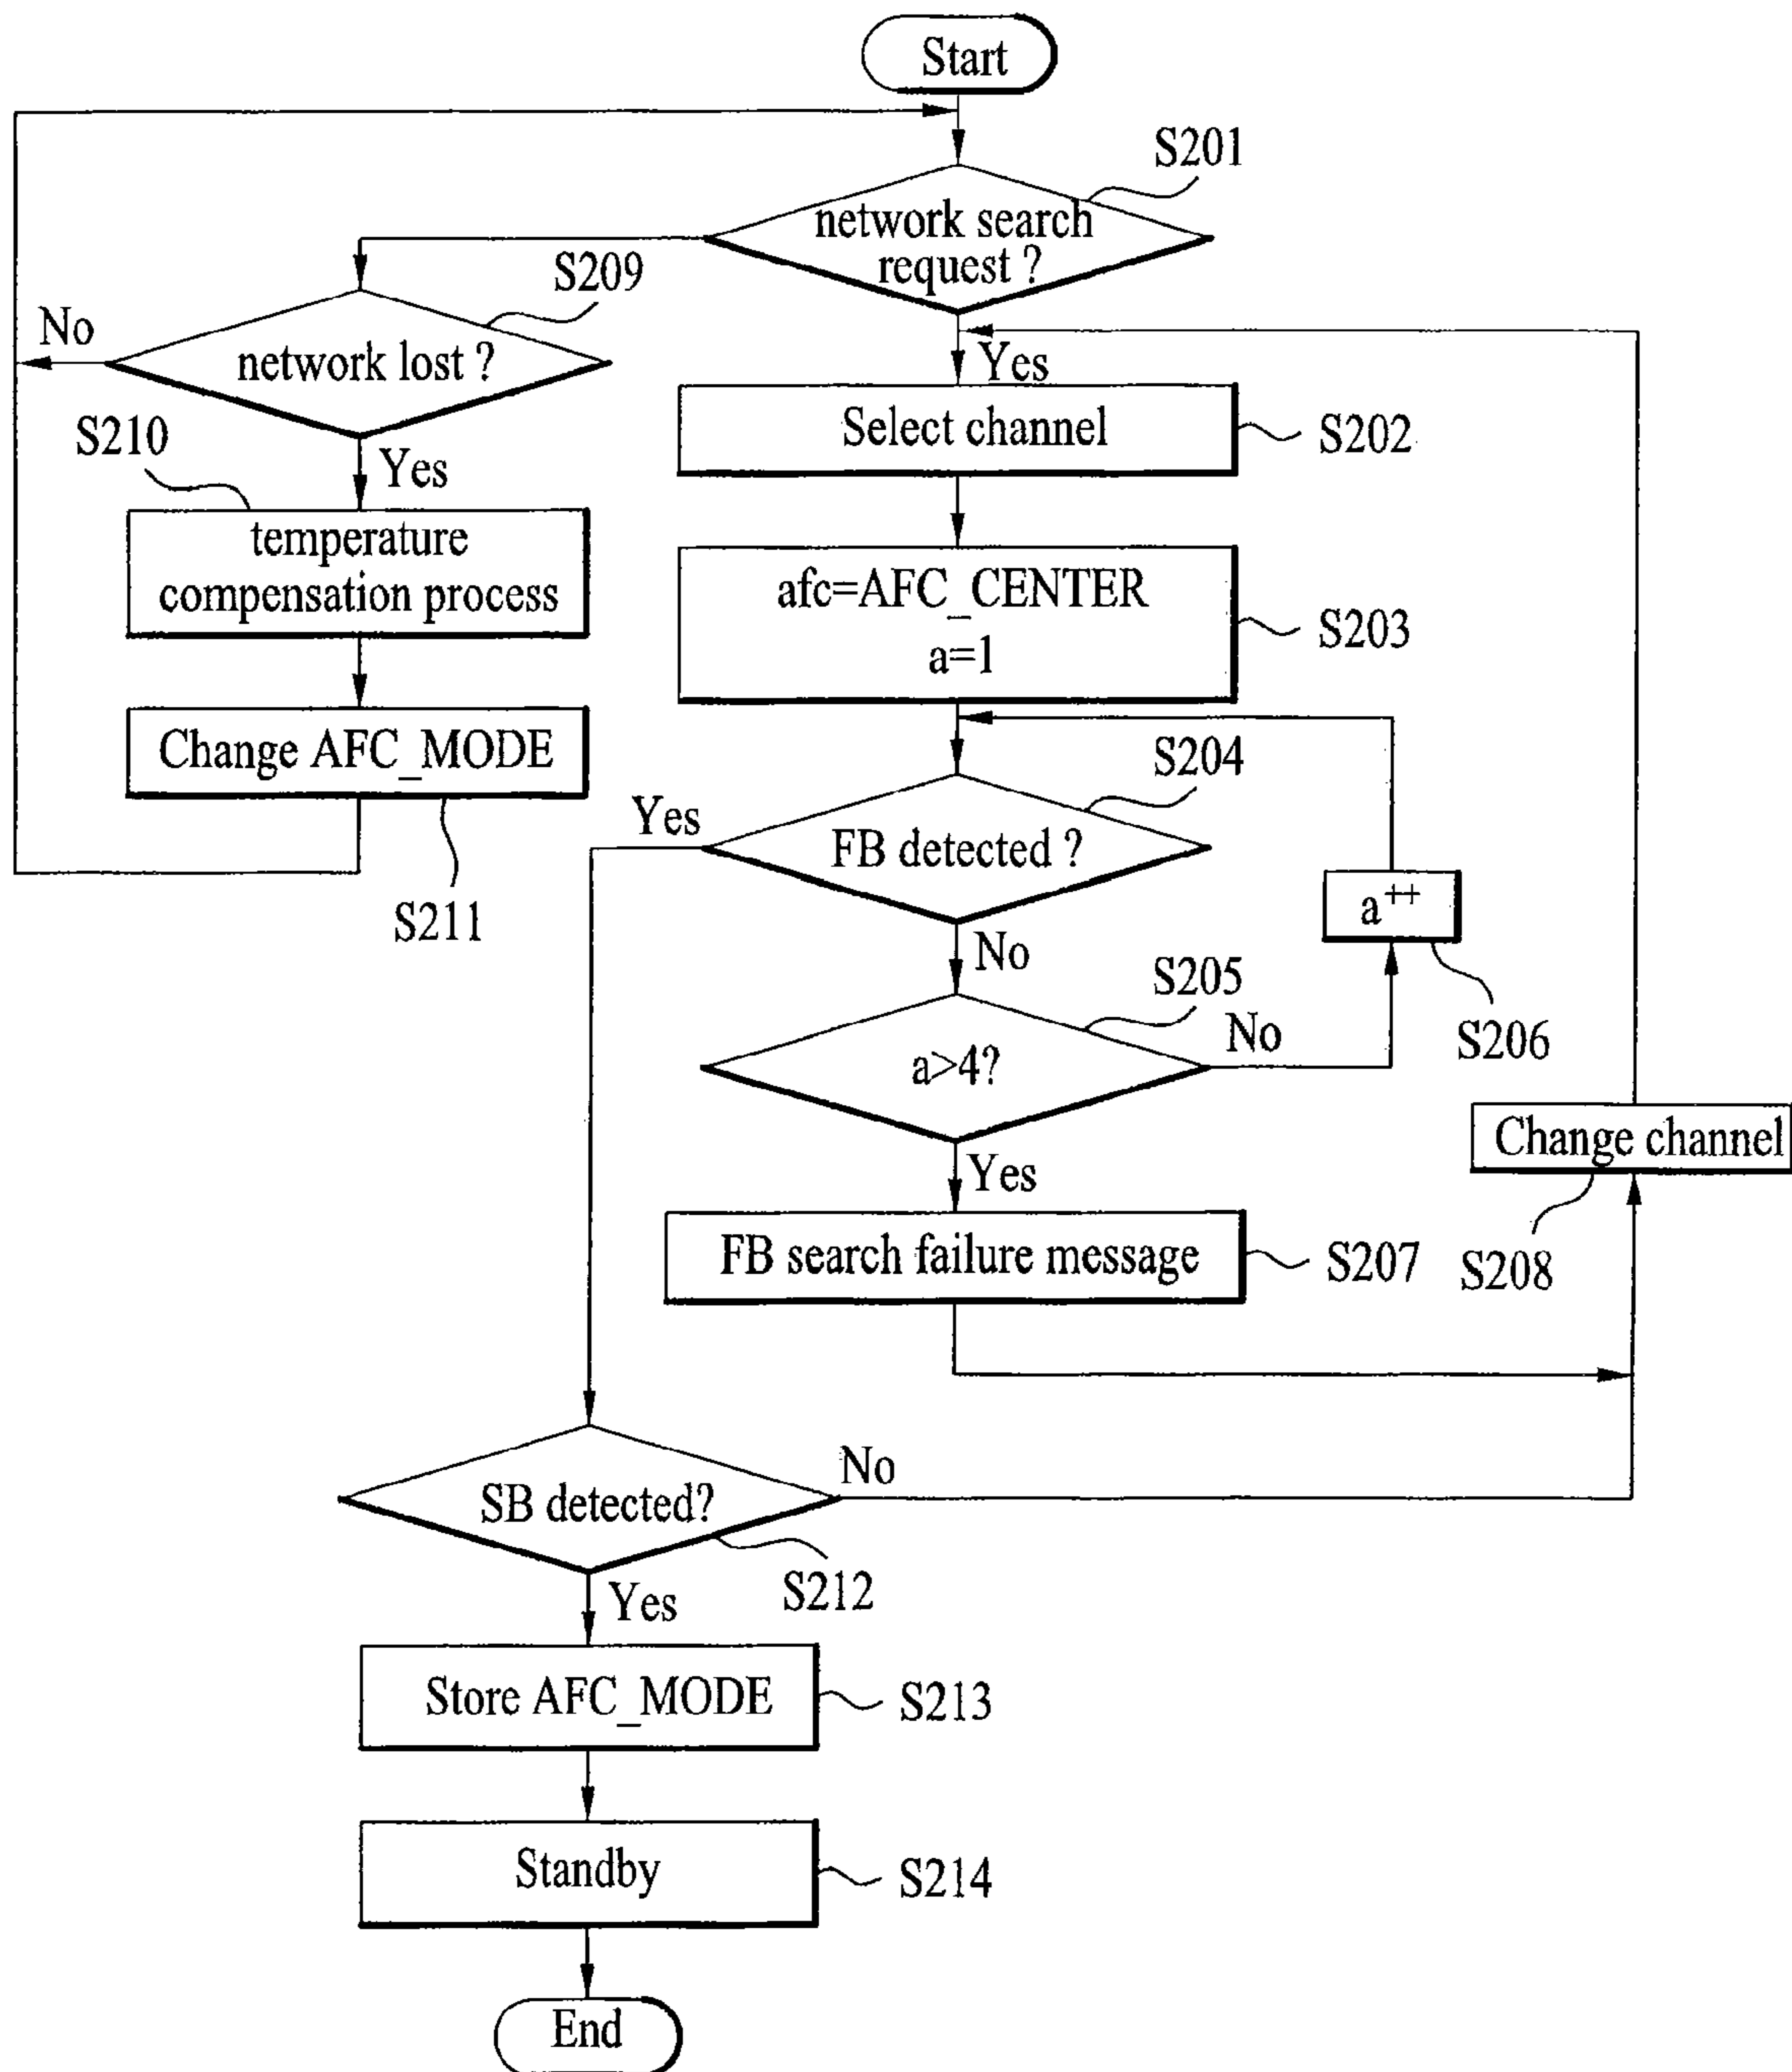 Start
S201
network search
request ?
S209
No
network lost ?
Yes
S210
Select channel
S202
Yes
temperature
compensation process
afc=AFC_CENTER
a=1
S203
Change AFC_MODE
S211
S204
Yes
FB detected ?
a++
S206
No
S205
a>4?
No
Change channel
S208
Yes
FB search failure message
S207
SB detected?
No
S212
Yes
Store AFC_MODE
S213
Standby
S214
End